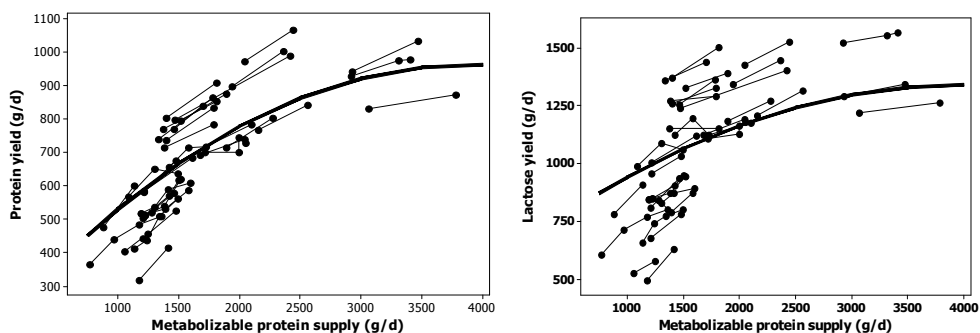 1100
1000
900
800
700
600
500
400
300
Protein yield (g/d)
1000 1500 2000 2500 3000 3500 4000
Metabolizable protein supply (g/d)
1500
1250
1000
750
500
Lactose yield (g/d)
1000 1500 2000 2500 3000 3500 4000
Metabolizable protein supply (g/d)